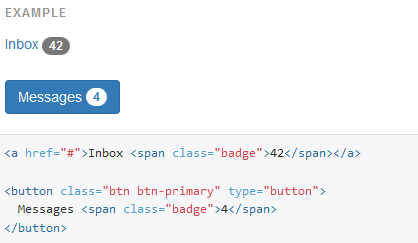 EXAMPLE
Inbox 42
Messages 4
<a href="#">Inbox <span class="badge">42</span></a>
<button class="btn btn-primary" type="button">
  Messages <span class="badge">4</span>
</button>